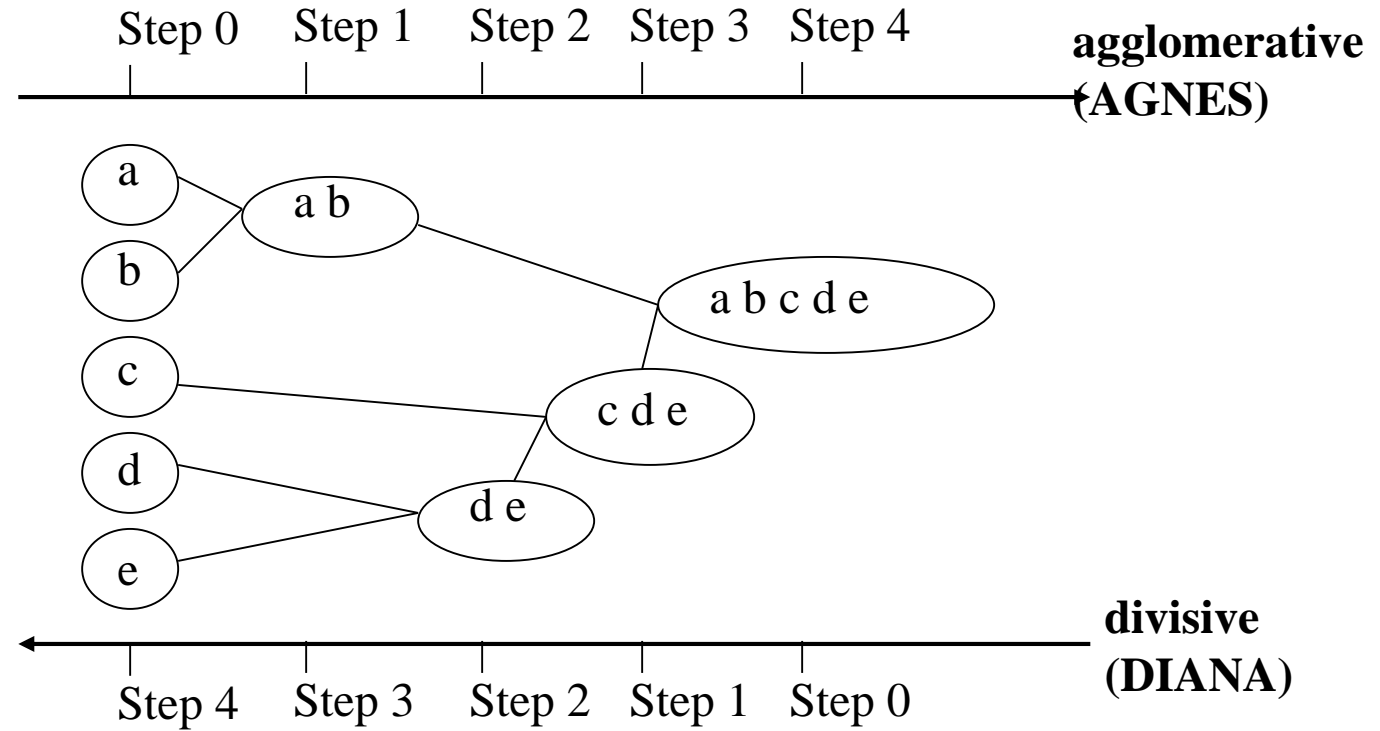 Step 0 Step 1 Step 2 Step 3 Step 4
agglomerative
(AGNES)
a
a b
b
a b c d e
c
c d e
d
d e
e
divisive
(DIANA)
Step 4 Step 3 Step 2 Step 1 Step 0